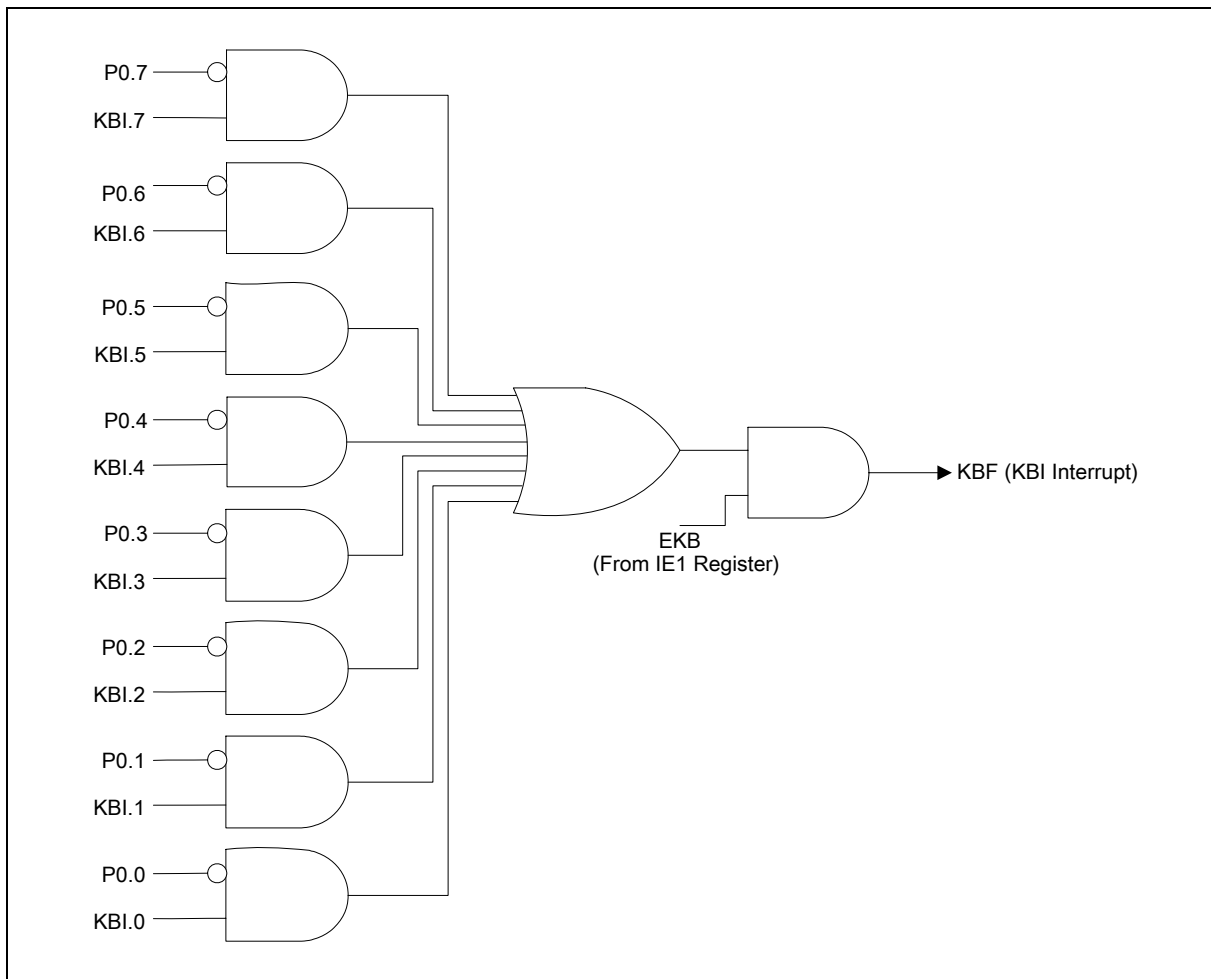 P0.7
KBI.7
P0.6
KBI.6
P0.5
KBI.5
P0.4
KBI.4
P0.3
KBI.3
P0.2
KBI.2
P0.1
KBI.1
P0.0
KBI.0
EKB
(From IE1 Register)
KBF (KBI Interrupt)